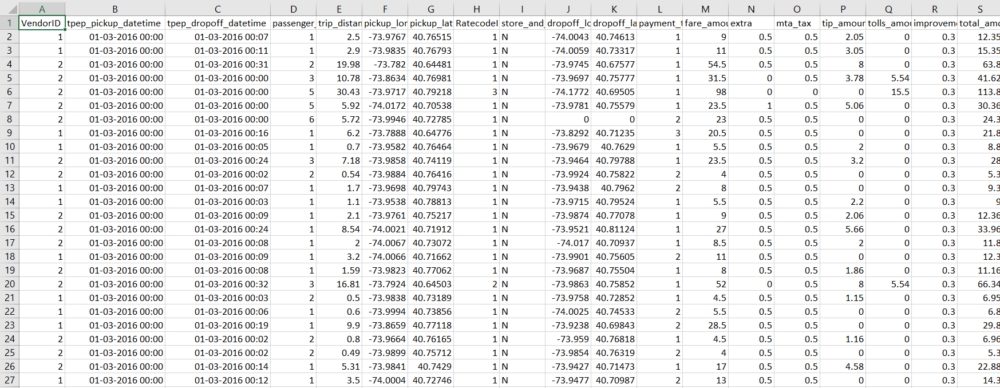 A B C D E F G H I J K L M N O P Q R S
1 VendorID tpep_pickup_datetime tpep_dropoff_datetime passenger_ trip_distan pickup_lor pickup_lat RatecodeI store_and_ dropoff_lo dropoff_la payment_t fare_amou extra mta_tax tip_amour tolls_amou improvem total_amo
2 1 01-03-2016 00:00 01-03-2016 00:07 1 2.5 -73.9767 40.76515 1 N -74.0043 40.74613 1 9 0.5 0.5 2.05 0 0.3 12.35
3 1 01-03-2016 00:00 01-03-2016 00:11 1 2.9 -73.9835 40.76793 1 N -74.0059 40.73317 1 11 0.5 0.5 3.05 0 0.3 15.35
4 2 01-03-2016 00:00 01-03-2016 00:31 2 19.98 -73.782 40.64481 1 N -73.9745 40.67577 1 54.5 0.5 0.5 8 0 0.3 63.8
5 2 01-03-2016 00:00 01-03-2016 00:00 3 10.78 -73.8634 40.76981 1 N -73.9697 40.75777 1 31.5 0 0.5 3.78 5.54 0.3 41.62
6 2 01-03-2016 00:00 01-03-2016 00:00 5 30.43 -73.9717 40.79218 3 N -74.1772 40.69505 1 98 0 0 0 15.5 0.3 113.8
7 2 01-03-2016 00:00 01-03-2016 00:00 5 5.92 -74.0172 40.70538 1 N -73.9781 40.75579 1 23.5 1 0.5 5.06 0 0.3 30.36
8 2 01-03-2016 00:00 01-03-2016 00:00 6 5.72 -73.9946 40.72785 1 N 0 0 2 23 0.5 0.5 0 0 0.3 24.3
9 1 01-03-2016 00:00 01-03-2016 00:16 1 6.2 -73.7888 40.64776 1 N -73.8292 40.71235 3 20.5 0.5 0.5 0 0 0.3 21.8
10 1 01-03-2016 00:00 01-03-2016 00:05 1 0.7 -73.9582 40.76464 1 N -73.9679 40.7629 1 5.5 0.5 0.5 2 0 0.3 8.8
11 2 01-03-2016 00:00 01-03-2016 00:24 3 7.18 -73.9858 40.74119 1 N -73.9464 40.79788 1 23.5 0.5 0.5 3.2 0 0.3 28
12 2 01-03-2016 00:00 01-03-2016 00:02 2 0.54 -73.9884 40.76416 1 N -73.9924 40.75822 2 4 0.5 0.5 0 0 0.3 5.3
13 1 01-03-2016 00:00 01-03-2016 00:07 1 1.7 -73.9698 40.79743 1 N -73.9438 40.7962 2 8 0.5 0.5 0 0 0.3 9.3
14 1 01-03-2016 00:00 01-03-2016 00:03 1 1.1 -73.9538 40.78813 1 N -73.9715 40.79524 1 5.5 0.5 0.5 2.2 0 0.3 9
15 2 01-03-2016 00:00 01-03-2016 00:09 1 2.1 -73.9761 40.75217 1 N -73.9874 40.77078 1 9 0.5 0.5 2.06 0 0.3 12.36
16 2 01-03-2016 00:00 01-03-2016 00:24 1 8.54 -74.0021 40.71912 1 N -73.9521 40.81124 1 27 0.5 0.5 5.66 0 0.3 33.96
17 2 01-03-2016 00:00 01-03-2016 00:08 1 2 -74.0067 40.73072 1 N -74.017 40.70937 1 8.5 0.5 0.5 2 0 0.3 11.8
18 1 01-03-2016 00:00 01-03-2016 00:09 1 3.2 -74.0066 40.71662 1 N -73.9901 40.75605 2 11 0.5 0.5 0 0 0.3 12.3
19 2 01-03-2016 00:00 01-03-2016 00:08 1 1.59 -73.9823 40.77062 1 N -73.9687 40.75504 1 8 0.5 0.5 1.86 0 0.3 11.16
20 2 01-03-2016 00:00 01-03-2016 00:32 3 16.81 -73.7924 40.64503 2 N -73.9863 40.75852 1 52 0 0.5 8 5.54 0.3 66.34
21 1 01-03-2016 00:00 01-03-2016 00:03 2 0.5 -73.9838 40.73189 1 N -73.9758 40.72852 1 4.5 0.5 0.5 1.15 0 0.3 6.95
22 1 01-03-2016 00:00 01-03-2016 00:06 1 0.6 -73.9994 40.73856 1 N -74.0025 40.74533 2 5.5 0.5 0.5 0 0 0.3 6.8
23 1 01-03-2016 00:00 01-03-2016 00:19 1 9.9 -73.8659 40.77118 1 N -73.9238 40.69843 2 28.5 0.5 0.5 0 0 0.3 29.8
24 2 01-03-2016 00:00 01-03-2016 00:02 1 0.8 -73.9664 40.76165 1 N -73.959 40.76818 1 4.5 0.5 0.5 1.16 0 0.3 6.96
25 2 01-03-2016 00:00 01-03-2016 00:02 2 0.49 -73.9899 40.75712 1 N -73.9854 40.76319 2 4 0.5 0.5 0 0 0.3 5.3
26 2 01-03-2016 00:00 01-03-2016 00:14 1 5.31 -73.9841 40.7429 1 N -73.9427 40.71473 1 17 0.5 0.5 4.58 0 0.3 22.88
27 1 01-03-2016 00:00 01-03-2016 00:12 1 3.5 -74.0004 40.72746 1 N -73.9477 40.70987 2 13 0.5 0.5 0 0 0.3 14.3